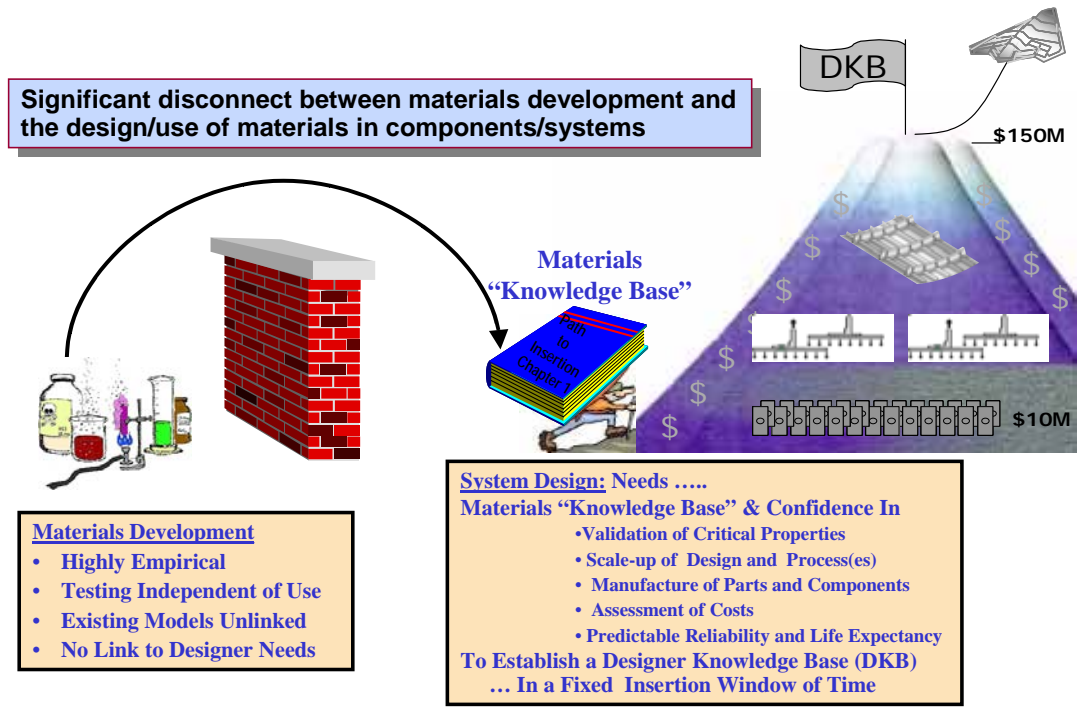 DKB
Significant disconnect between materials development and
the design/use of materials in components/systems
$150M
$
$
$
$
$
$
$
$
$
$
$
Materials
“Knowledge Base”
Path
to
Insertion
Chapter 1
$10M
Materials Development
• Highly Empirical
• Testing Independent of Use
• Existing Models Unlinked
• No Link to Designer Needs
System Design: Needs …..
Materials “Knowledge Base” & Confidence In
•Validation of Critical Properties
• Scale-up of Design and Process(es)
• Manufacture of Parts and Components
• Assessment of Costs
• Predictable Reliability and Life Expectancy
To Establish a Designer Knowledge Base (DKB)
… In a Fixed Insertion Window of Time